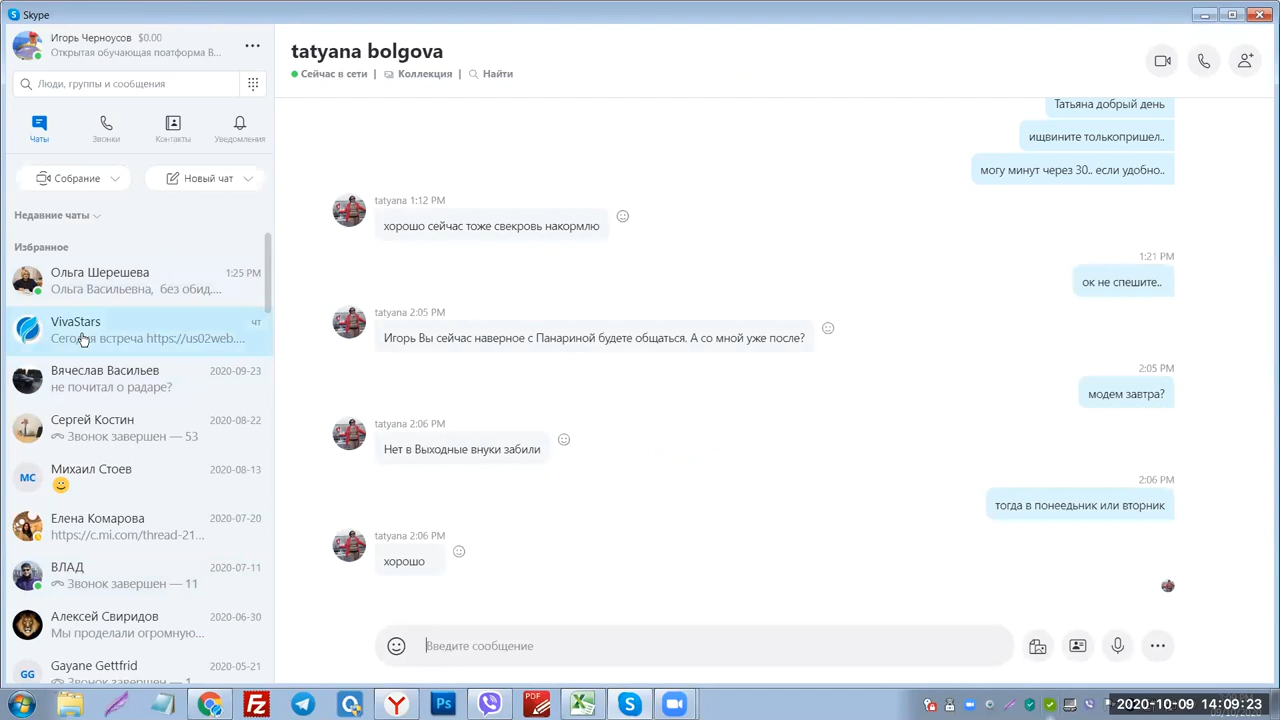 Skype
Игорь Черноусов $0.00
Открытая обучающая поатформа В...
Люди, группы и сообщения
Чаты
Звонки
Контакты
Уведомления
Собрание
Новый чат
Недавние чаты
Избранное
Ольга Шерешева 1:25 PM
Ольга Васильевна, без обид....
VivaStars чт
Сегодня встреча https://us02web....
Вячеслав Васильев 2020-09-23
не почитал о радаре?
Сергей Костин 2020-08-22
Звонок завершен — 53
МС
Михаил Стоев 2020-08-13
Елена Комарова 2020-07-20
https://c.mi.com/thread-21...
ВЛАД 2020-07-11
Звонок завершен — 11
Алексей Свиридов 2020-06-30
Мы проделали огромную...
GG
Gayane Gettfrid 2020-05-21
Звонок завершен — 1
tatyana bolgova
Сейчас в сети | Коллекция | Найти
Татьяна добрый день
ищвините толькопришел..
могу минут через 30.. если удобно..
tatyana 1:12 PM
хорошо сейчас тоже свекровь накормлю
1:21 PM
ок не спешите..
tatyana 2:05 PM
Игорь Вы сейчас наверное с Панариной будете общаться. А со мной уже после?
2:05 PM
модем завтра?
tatyana 2:06 PM
Нет в Выходные внуки забили
2:06 PM
тогда в понеедьник или вторник
tatyana 2:06 PM
хорошо
Введите сообщение
2020-10-09 14:09:23